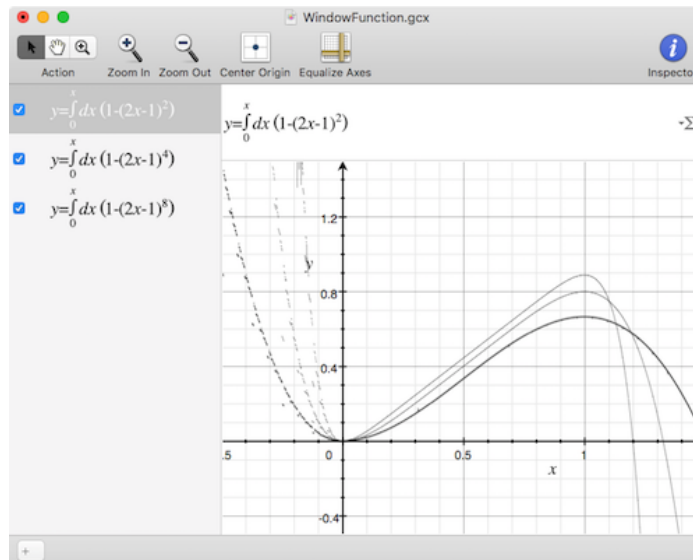 WindowFunction.gcx
Action Zoom In Zoom Out Center Origin Equalize Axes Inspecto
y=∫₀ˣ dx (1-(2x-1)²)
y=∫₀ˣ dx (1-(2x-1)⁴)
y=∫₀ˣ dx (1-(2x-1)⁸)
y=∫₀ˣ dx (1-(2x-1)²)
-Σ
1.2
y
0.8
0.4
.5 0 0.5 1
x
-0.4
+